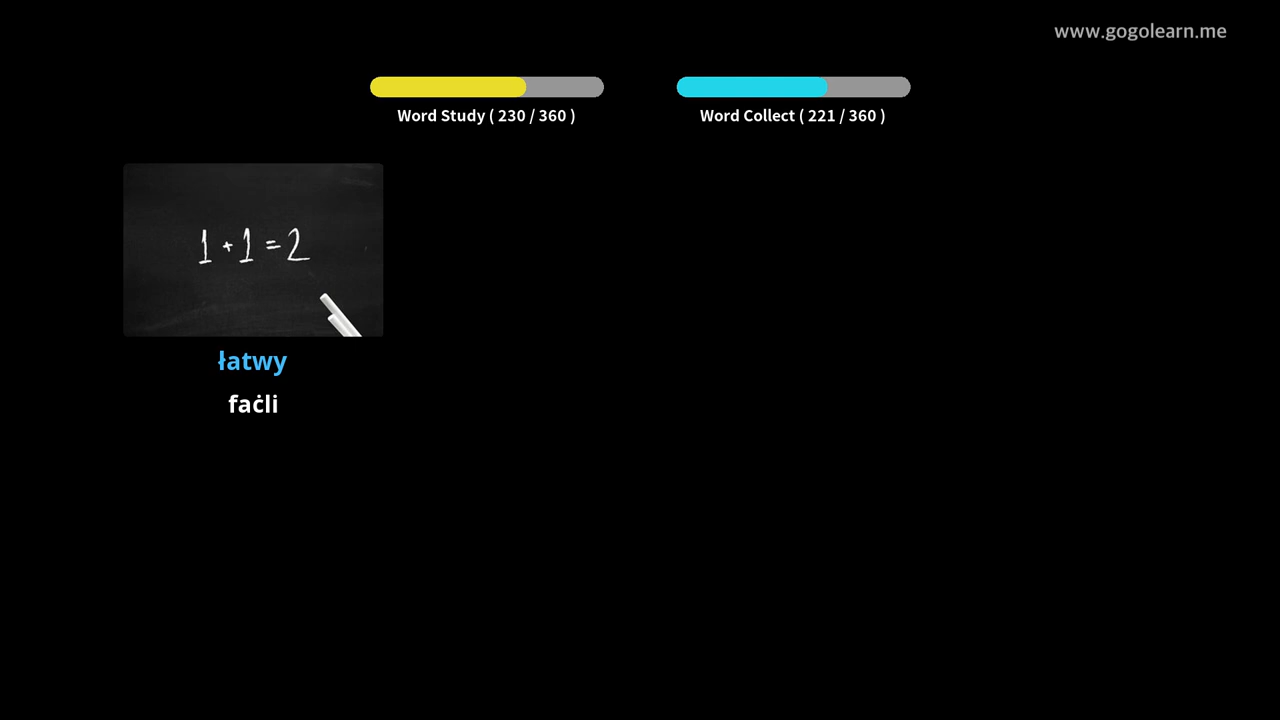 www.gogolearn.me
Word Study ( 230 / 360 )
Word Collect ( 221 / 360 )
1 + 1 = 2
łatwy
faċli